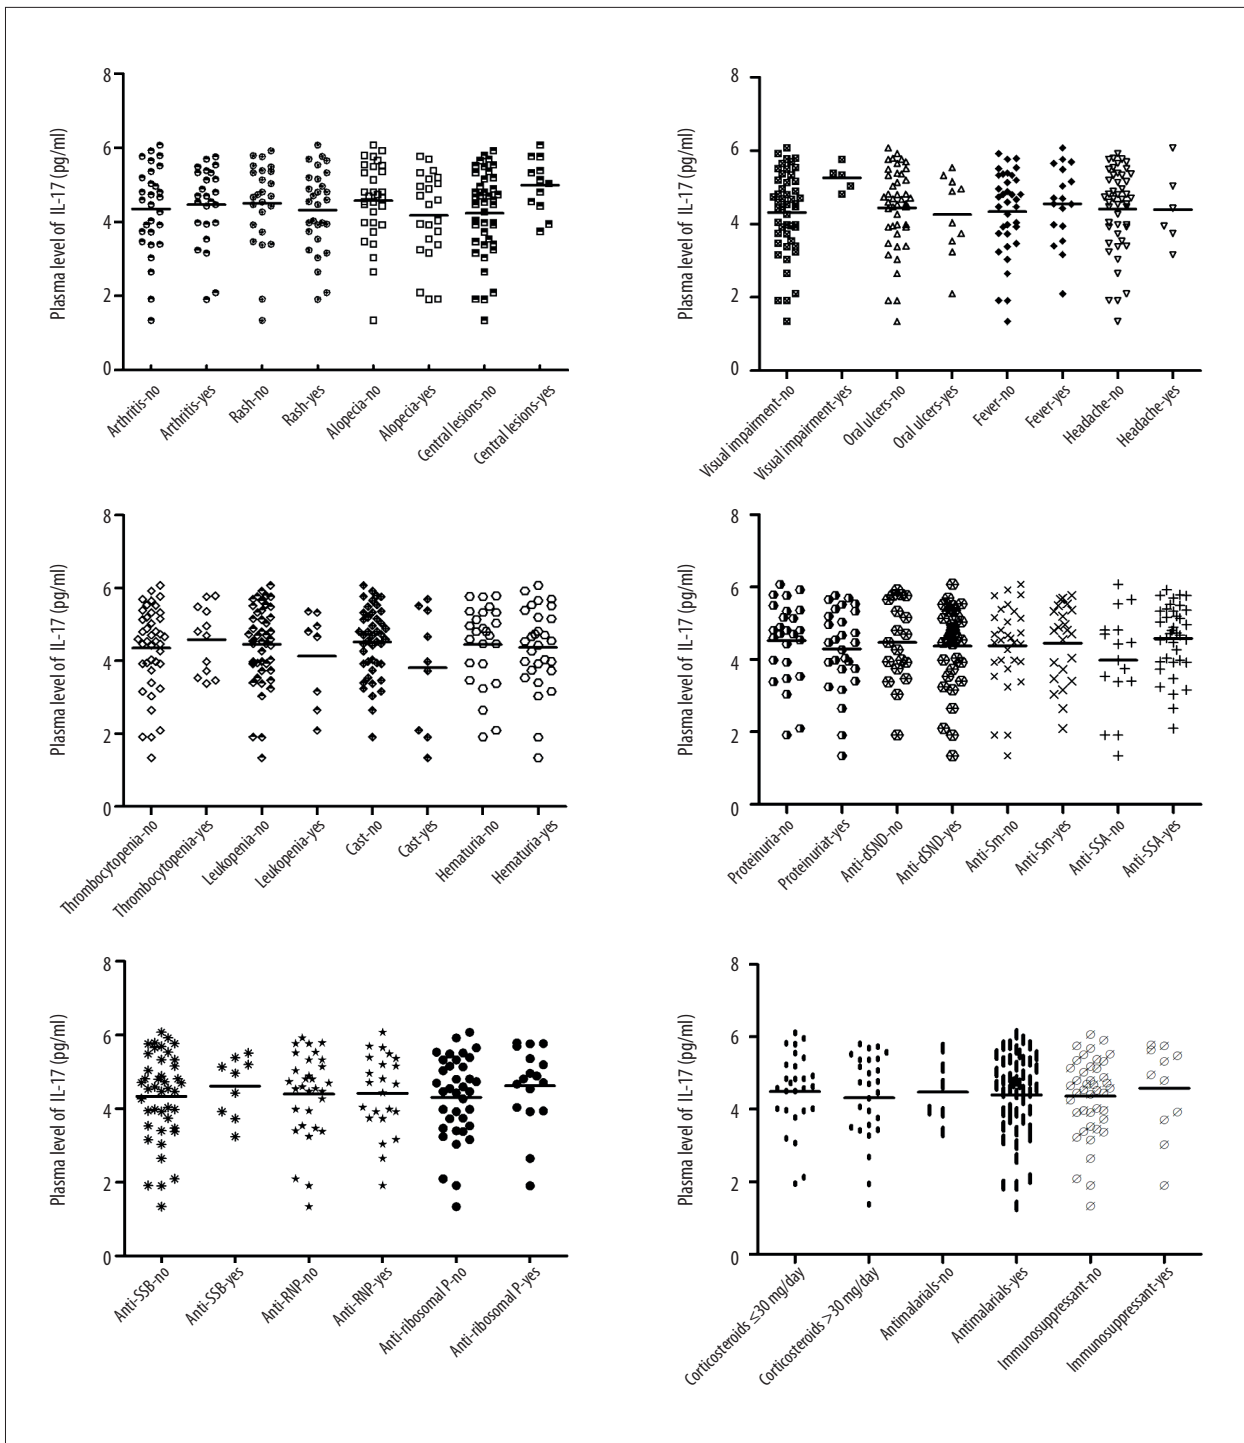 Plasma level of IL-17 (pg/ml)
8
6
4
2
0
Arthritis-no
Arthritis-yes
Rash-no
Rash-yes
Alopecia-no
Alopecia-yes
Central lesions-no
Central lesions-yes
Plasma level of IL-17 (pg/ml)
8
6
4
2
0
Visual impairment-no
Visual impairment-yes
Oral ulcers-no
Oral ulcers-yes
Fever-no
Fever-yes
Headache-no
Headache-yes
Plasma level of IL-17 (pg/ml)
8
6
4
2
0
Thrombocytopenia-no
Thrombocytopenia-yes
Leukopenia-no
Leukopenia-yes
Cast-no
Cast-yes
Hematuria-no
Hematuria-yes
Plasma level of IL-17 (pg/ml)
8
6
4
2
0
Proteinuria-no
Proteinuriat-yes
Anti-dSND-no
Anti-dSND-yes
Anti-Sm-no
Anti-Sm-yes
Anti-SSA-no
Anti-SSA-yes
Plasma level of IL-17 (pg/ml)
8
6
4
2
0
Anti-SSB-no
Anti-SSB-yes
Anti-RNP-no
Anti-RNP-yes
Anti-ribosomal P-no
Anti-ribosomal P-yes
Plasma level of IL-17 (pg/ml)
8
6
4
2
0
Corticosteroids ≤30 mg/day
Corticosteroids >30 mg/day
Antimalarials-no
Antimalarials-yes
Immunosuppressant-no
Immunosuppressant-yes